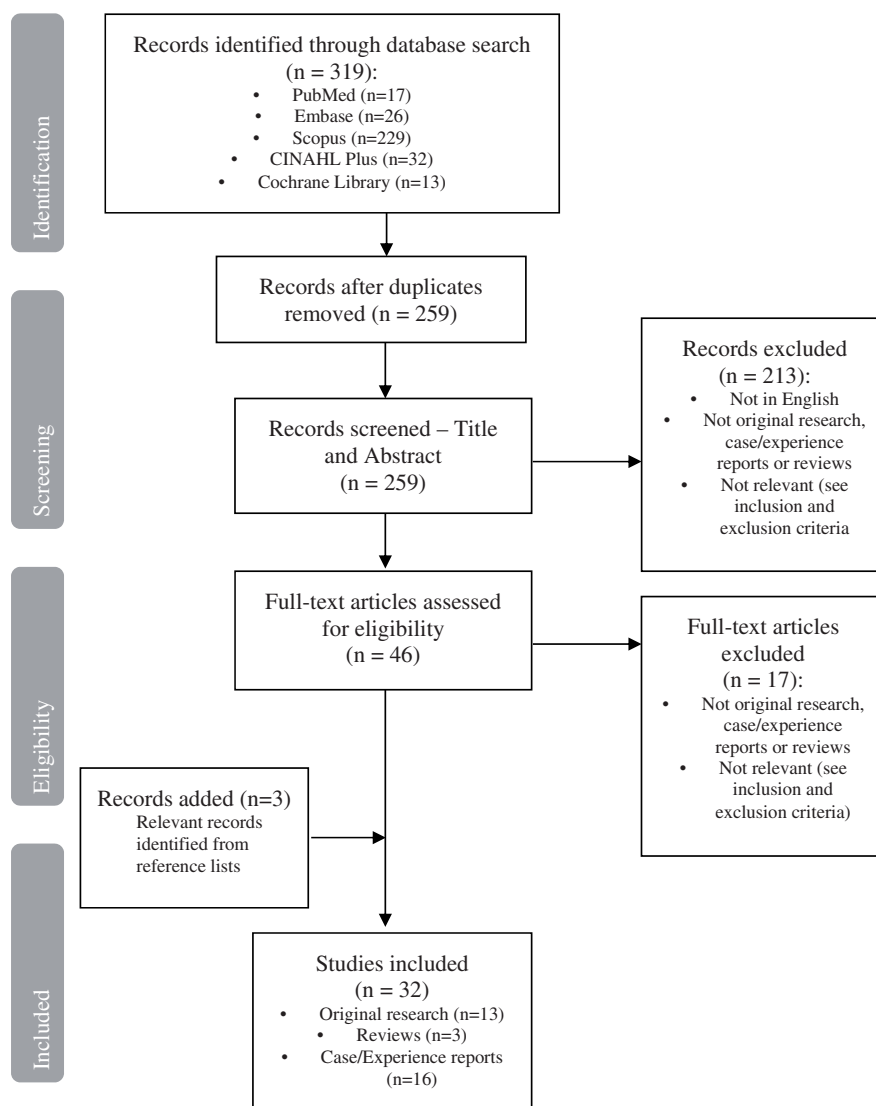 Identification
Records identified through database search
(n = 319):
• PubMed (n=17)
• Embase (n=26)
• Scopus (n=229)
• CINAHL Plus (n=32)
• Cochrane Library (n=13)
Records after duplicates
removed (n = 259)
Screening
Records screened – Title
and Abstract
(n = 259)
Records excluded
(n = 213):
• Not in English
• Not original research,
case/experience
reports or reviews
• Not relevant (see
inclusion and
exclusion criteria
Eligibility
Full-text articles assessed
for eligibility
(n = 46)
Full-text articles
excluded
(n = 17):
• Not original research,
case/experience
reports or reviews
• Not relevant (see
inclusion and
exclusion criteria)
Records added (n=3)
Relevant records
identified from
reference lists
Included
Studies included
(n = 32)
• Original research (n=13)
• Reviews (n=3)
• Case/Experience reports
(n=16)